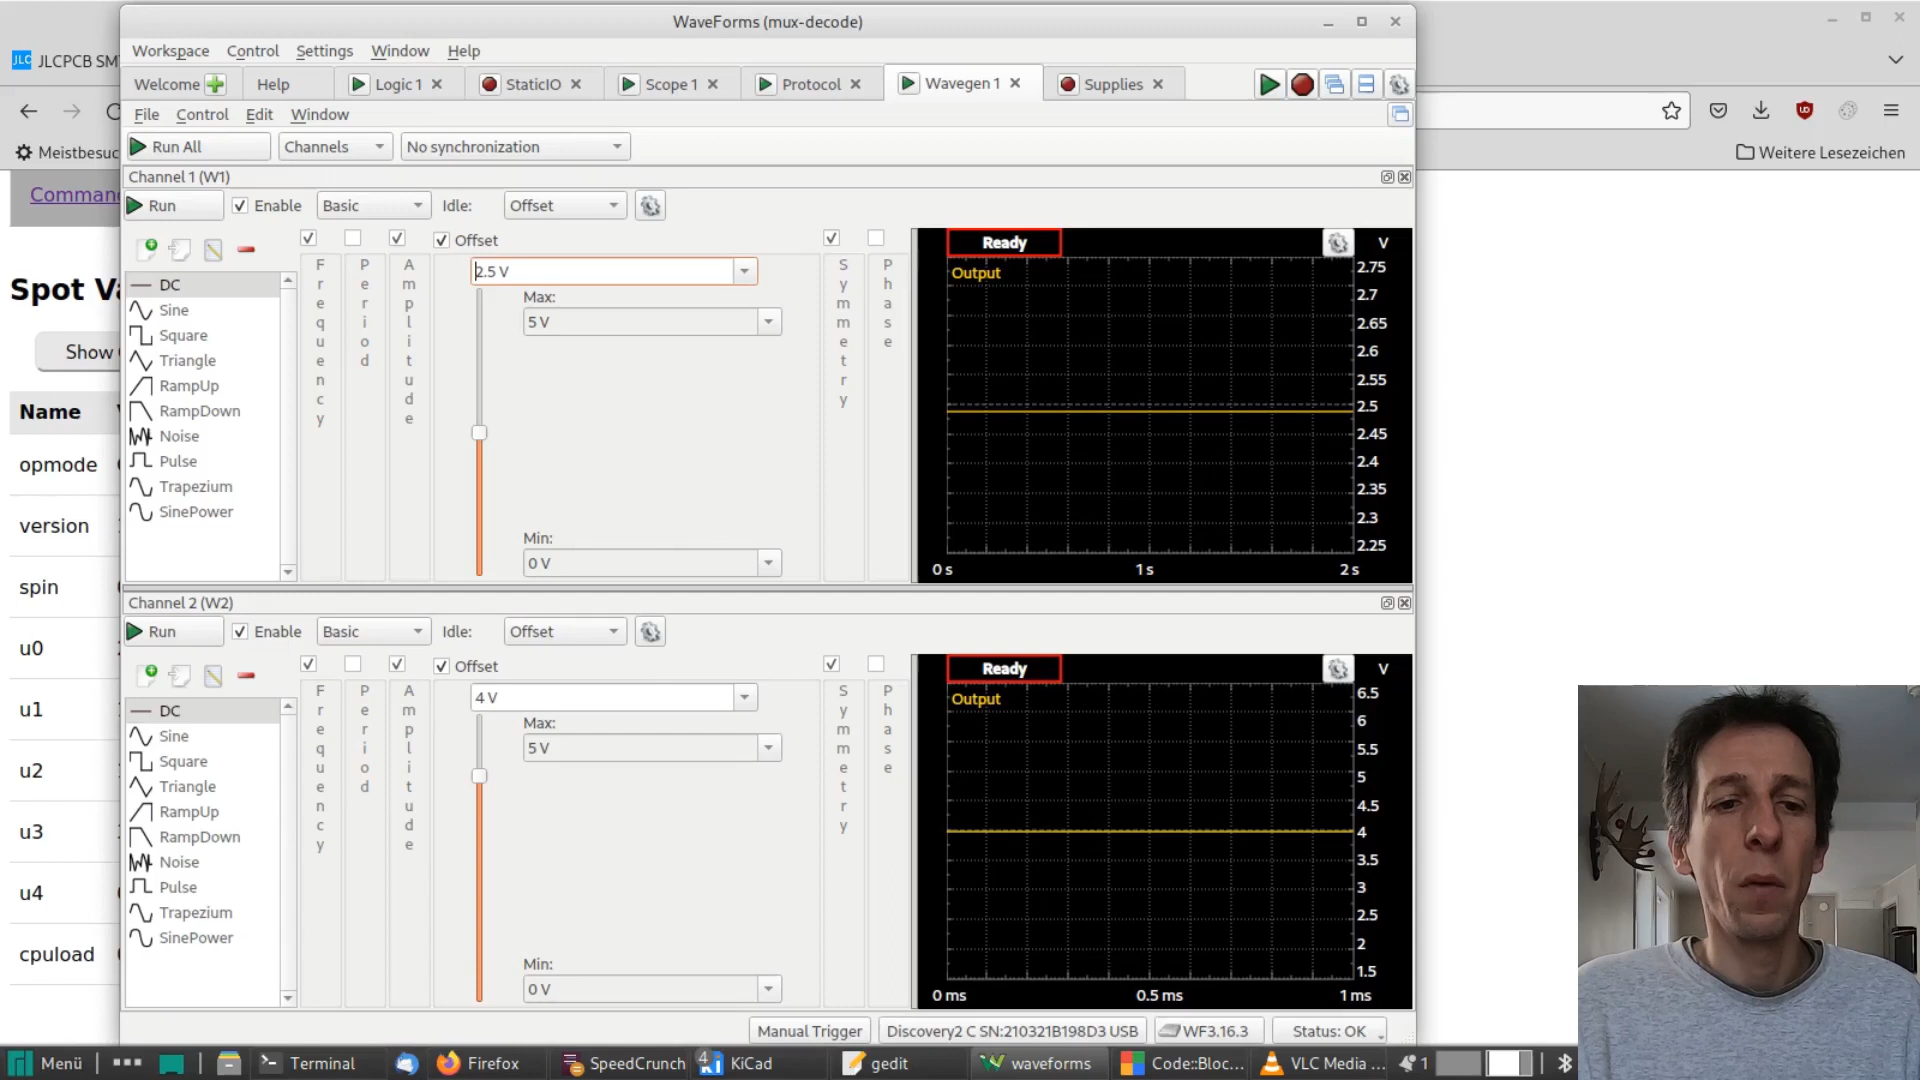 WaveForms (mux-decode)
JLC JLCPCB SM
Workspace Control Settings Window Help
Welcome Help Logic 1 StaticIO Scope 1 Protocol Wavegen 1 Supplies
File Control Edit Window
Run All Channels No synchronization
Meistbesuc
Weitere Lesezeichen
Channel 1 (W1)
Comman
Run Enable Basic Idle: Offset
Offset
Ready V
2.5 V
Output
Max:
5 V
Min:
0 V
Frequency
Period
Amplitude
Symmetry
Phase
DC
Sine
Square
Triangle
RampUp
RampDown
Noise
Pulse
Trapezium
SinePower
2.75
2.7
2.65
2.6
2.55
2.5
2.45
2.4
2.35
2.3
2.25
0 s 1 s 2 s
Spot Va
Show
Name
opmode
version
spin
u0
u1
u2
u3
u4
cpuload
Channel 2 (W2)
Run Enable Basic Idle: Offset
Offset
Ready V
4 V
Output
Max:
5 V
Min:
0 V
Frequency
Period
Amplitude
Symmetry
Phase
DC
Sine
Square
Triangle
RampUp
RampDown
Noise
Pulse
Trapezium
SinePower
6.5
6
5.5
5
4.5
4
3.5
3
2.5
2
1.5
0 ms 0.5 ms 1 ms
Manual Trigger Discovery2 C SN:210321B198D3 USB WF3.16.3 Status: OK
Menü Terminal Firefox SpeedCrunch 4 KiCad gedit waveforms Code::Bloc... VLC Media ... 1